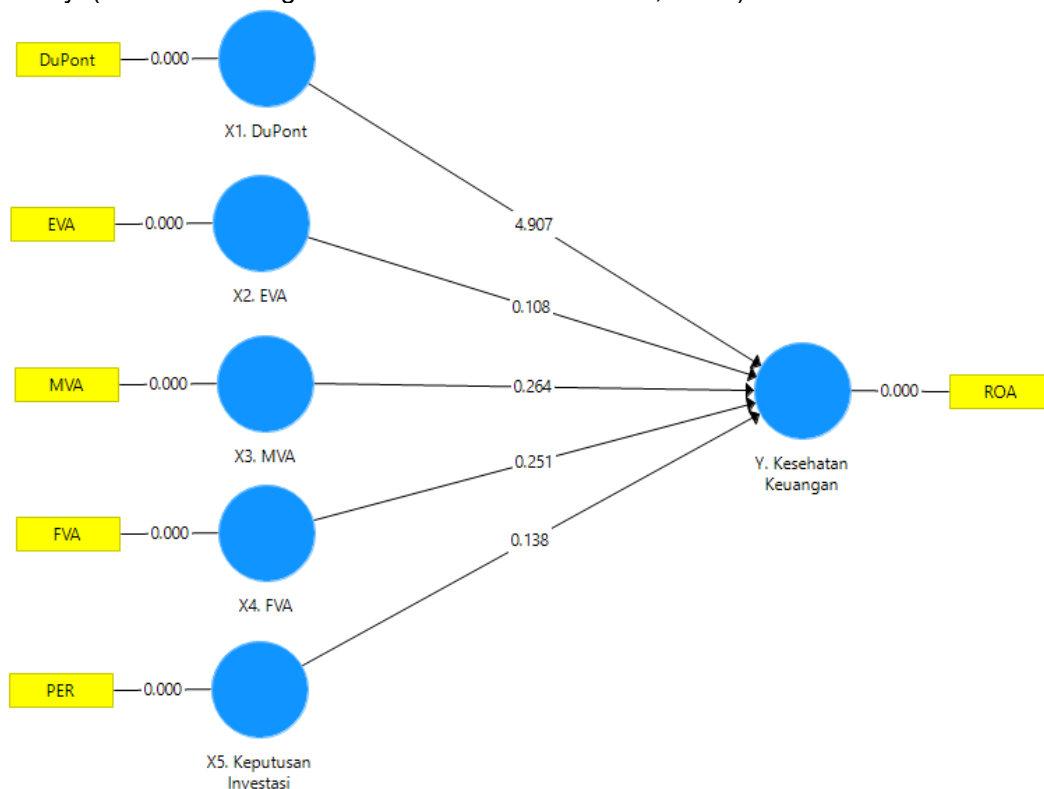 DuPont
0.000
X1. DuPont
4.907
EVA
0.000
X2. EVA
0.108
MVA
0.000
X3. MVA
0.264
0.000
ROA
Y. Kesehatan
Keuangan
FVA
0.000
X4. FVA
0.251
PER
0.000
X5. Keputusan
Investasi
0.138